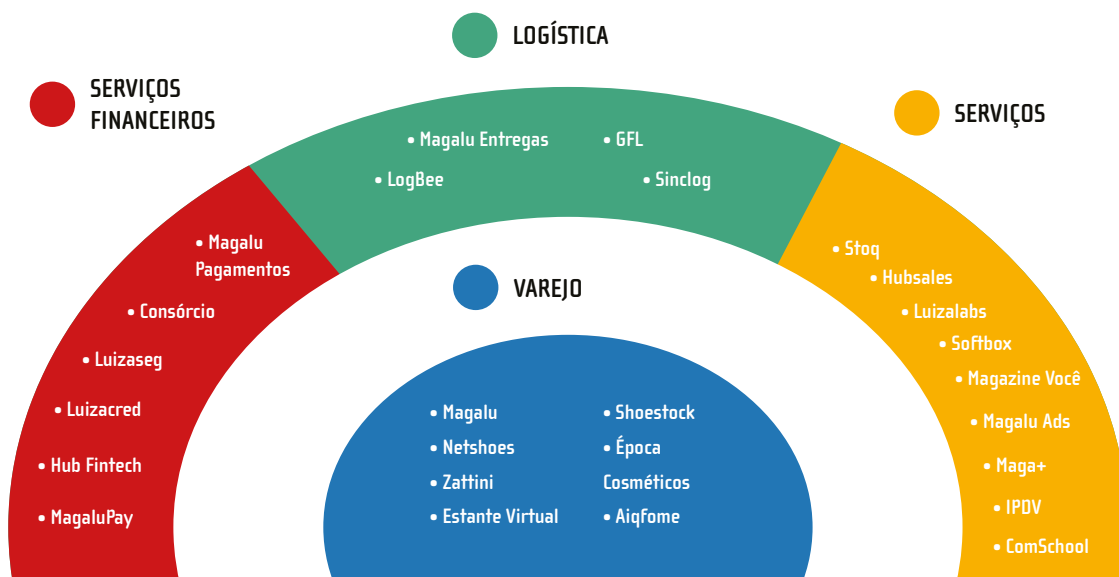 LOGÍSTICA
SERVIÇOS
FINANCEIROS
SERVIÇOS
• Magalu Entregas
• GFL
• LogBee
• Sinclog
• Magalu
Pagamentos
• Consórcio
• Luizaseg
• Luizacred
• Hub Fintech
• MagaluPay
VAREJO
• Magalu
• Netshoes
• Zattini
• Estante Virtual
• Shoestock
• Época
Cosméticos
• Aiqfome
• Stoq
• Hubsales
• Luizalabs
• Softbox
• Magazine Você
• Magalu Ads
• Maga+
• IPDV
• ComSchool